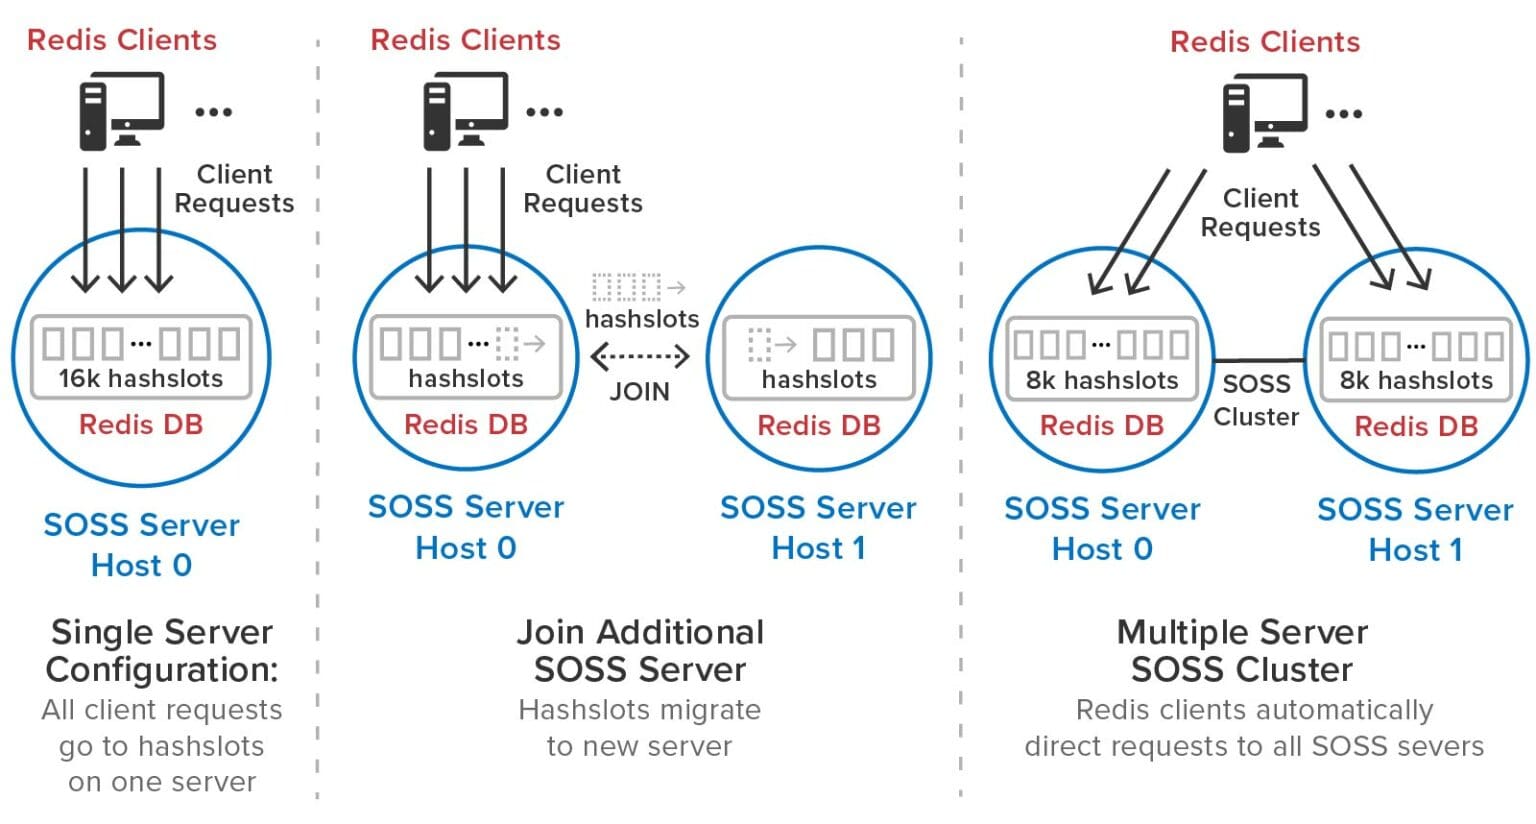 Redis Clients
...
Client
Requests
16k hashslots
Redis DB
SOSS Server
Host 0
Single Server
Configuration:
All client requests
go to hashslots
on one server
Redis Clients
...
Client
Requests
hashslots
Redis DB
SOSS Server
Host 0
hashslots
JOIN
hashslots
Redis DB
SOSS Server
Host 1
Join Additional
SOSS Server
Hashslots migrate
to new server
Redis Clients
...
Client
Requests
8k hashslots
Redis DB
SOSS Server
Host 0
SOSS
Cluster
8k hashslots
Redis DB
SOSS Server
Host 1
Multiple Server
SOSS Cluster
Redis clients automatically
direct requests to all SOSS severs